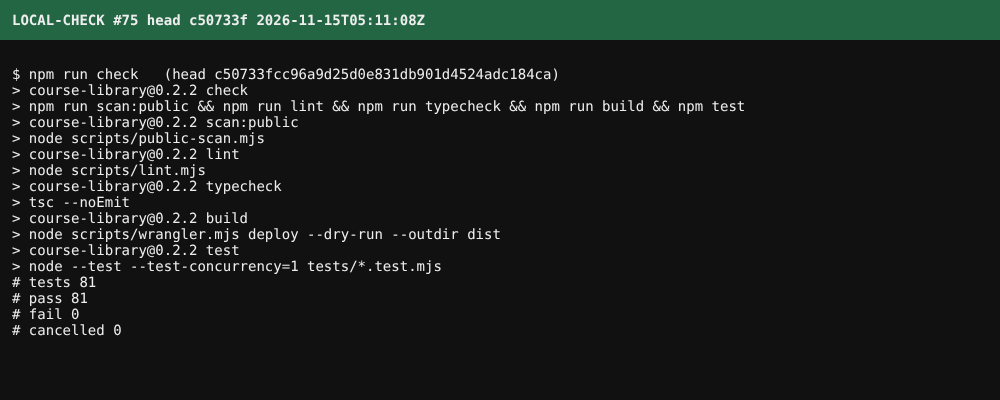 LOCAL-CHECK #75 head c50733f 2026-11-15T05:11:08Z
$ npm run check   (head c50733fcc96a9d25d0e831db901d4524adc184ca)
> course-library@0.2.2 check
> npm run scan:public && npm run lint && npm run typecheck && npm run build && npm test
> course-library@0.2.2 scan:public
> node scripts/public-scan.mjs
> course-library@0.2.2 lint
> node scripts/lint.mjs
> course-library@0.2.2 typecheck
> tsc --noEmit
> course-library@0.2.2 build
> node scripts/wrangler.mjs deploy --dry-run --outdir dist
> course-library@0.2.2 test
> node --test --test-concurrency=1 tests/*.test.mjs
# tests 81
# pass 81
# fail 0
# cancelled 0